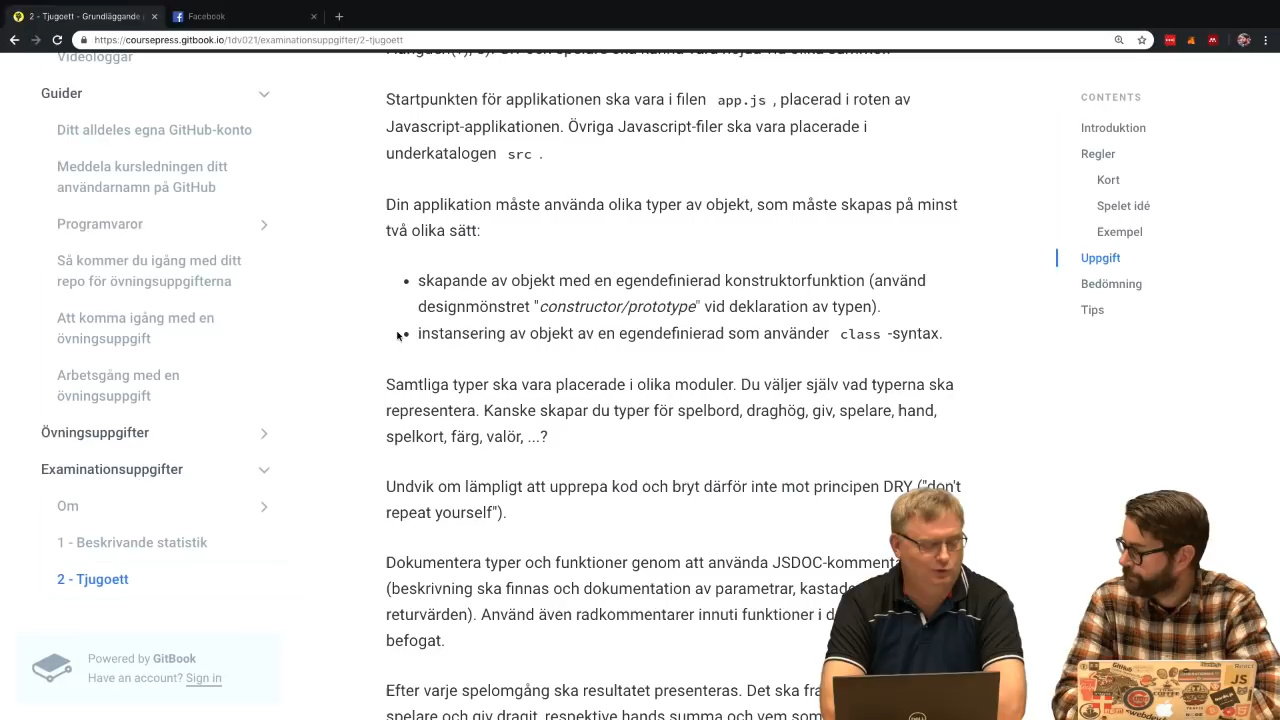 2 - Tjugoett - Grundläggande
Facebook
https://coursepress.gitbook.io/1dv021/examinationsuppgifter/2-tjugoett
Videologgar
Guider
Ditt alldeles egna GitHub-konto
Meddela kursledningen ditt
användarnamn på GitHub
Programvaror
Så kommer du igång med ditt
repo för övningsuppgifterna
Att komma igång med en
övningsuppgift
Arbetsgång med en
övningsuppgift
Övningsuppgifter
Examinationsuppgifter
Om
1 - Beskrivande statistik
2 - Tjugoett
Powered by GitBook
Have an account? Sign in
Startpunkten för applikationen ska vara i filen app.js , placerad i roten av
Javascript-applikationen. Övriga Javascript-filer ska vara placerade i
underkatalogen src .
Din applikation måste använda olika typer av objekt, som måste skapas på minst
två olika sätt:
• skapande av objekt med en egendefinierad konstruktorfunktion (använd
designmönstret "constructor/prototype" vid deklaration av typen).
• instansering av objekt av en egendefinierad som använder class -syntax.
Samtliga typer ska vara placerade i olika moduler. Du väljer själv vad typerna ska
representera. Kanske skapar du typer för spelbord, draghög, giv, spelare, hand,
spelkort, färg, valör, ...?
Undvik om lämpligt att upprepa kod och bryt därför inte mot principen DRY ("don't
repeat yourself").
Dokumentera typer och funktioner genom att använda JSDOC-komment
(beskrivning ska finnas och dokumentation av parametrar, kastade
returvärden). Använd även radkommentarer innuti funktioner i d
befogat.
Efter varje spelomgång ska resultatet presenteras. Det ska fra
spelare och giv dragit, respektive hands summa och vem som
CONTENTS
Introduktion
Regler
Kort
Spelet idé
Exempel
Uppgift
Bedömning
Tips
JS